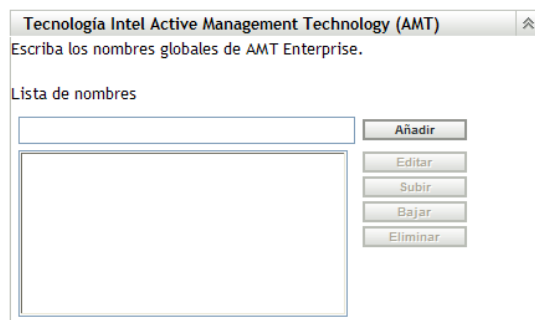 Tecnología Intel Active Management Technology (AMT)
Escriba los nombres globales de AMT Enterprise.
Lista de nombres
Añadir
Editar
Subir
Bajar
Eliminar